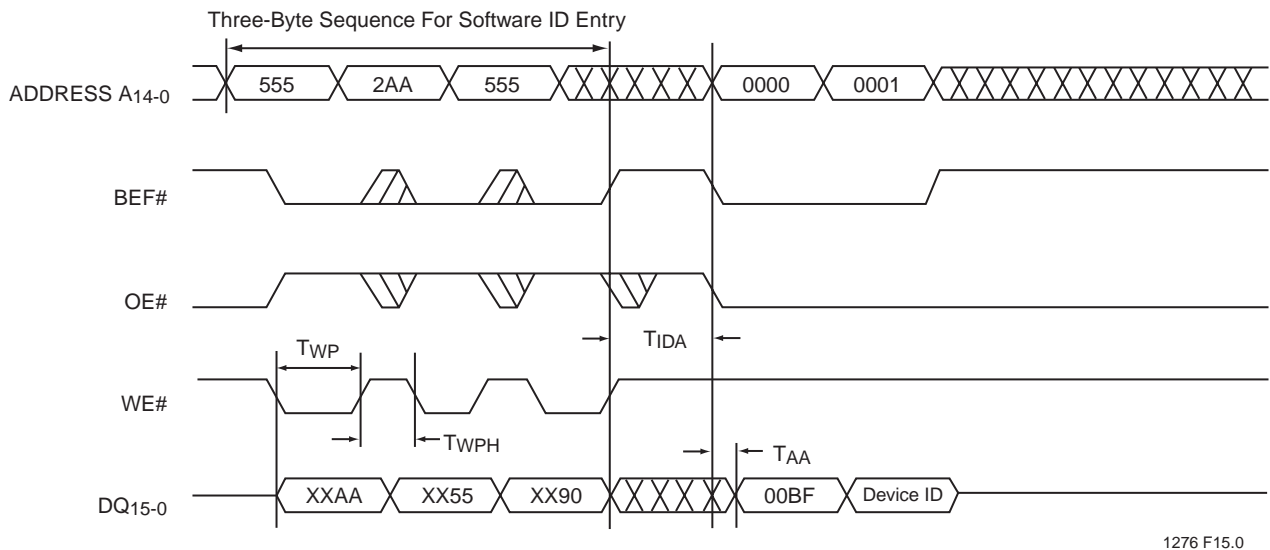 Three-Byte Sequence For Software ID Entry
ADDRESS A14-0
555 2AA 555 0000 0001
BEF#
OE#
TIDA
TWP
WE#
TWPH
TAA
DQ15-0
XXAA XX55 XX90 00BF Device ID
1276 F15.0